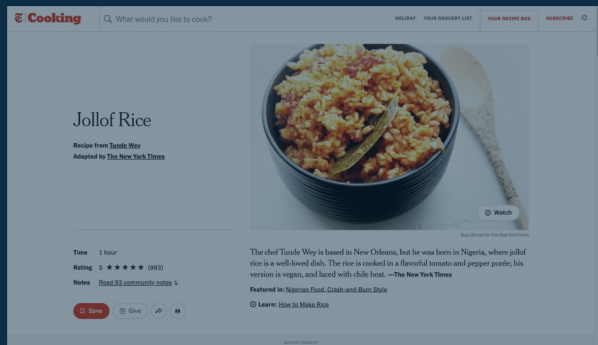 T Cooking
What would you like to cook?
HOLIDAY YOUR GROCERY LIST YOUR RECIPE BOX SUBSCRIBE
Jollof Rice
Recipe from Tunde Wey
Adapted by The New York Times
Watch
Time 1 hour
Rating 5 ★★★★★ (983)
Notes Read 93 community notes
Save Give
The chef Tunde Wey is based in New Orleans, but he was born in Nigeria, where jollof
rice is a well-loved dish. The rice is cooked in a flavorful tomato and pepper purée; his
version is vegan, and laced with chile heat. —The New York Times
Featured in: Nigerian Food, Crash-and-Burn Style
Learn: How to Make Rice
ADVERTISEMENT